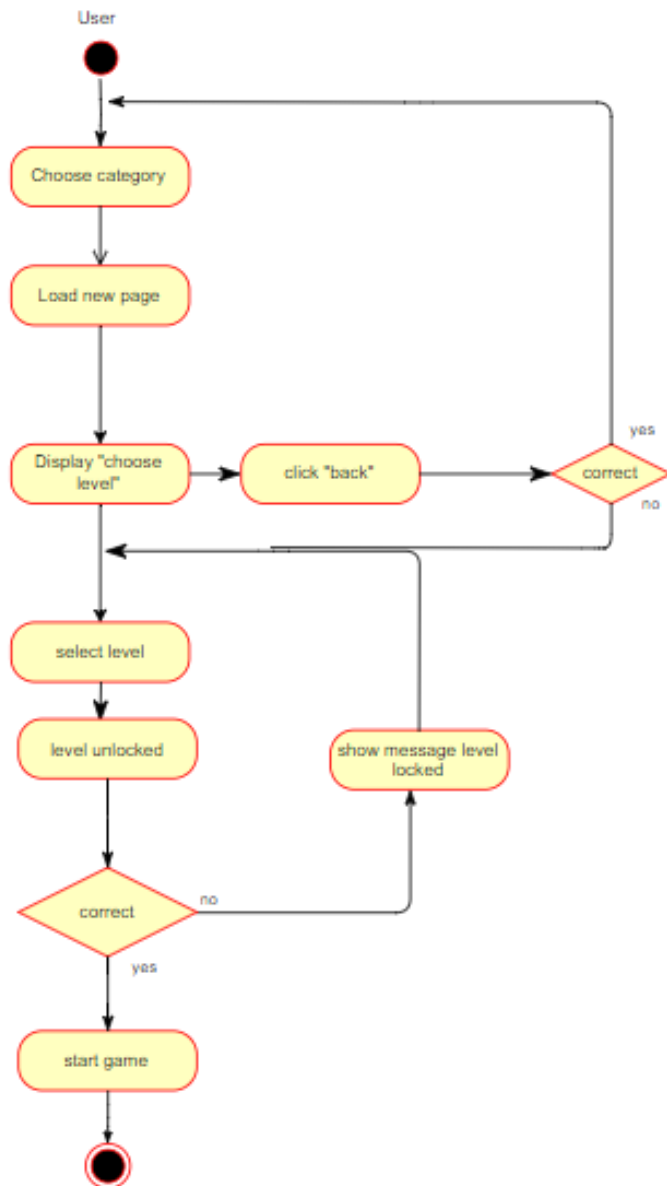 User
Choose category
Load new page
yes
Display "choose
level"
click "back"
correct
no
select level
level unlocked
show message level
locked
correct
no
yes
start game